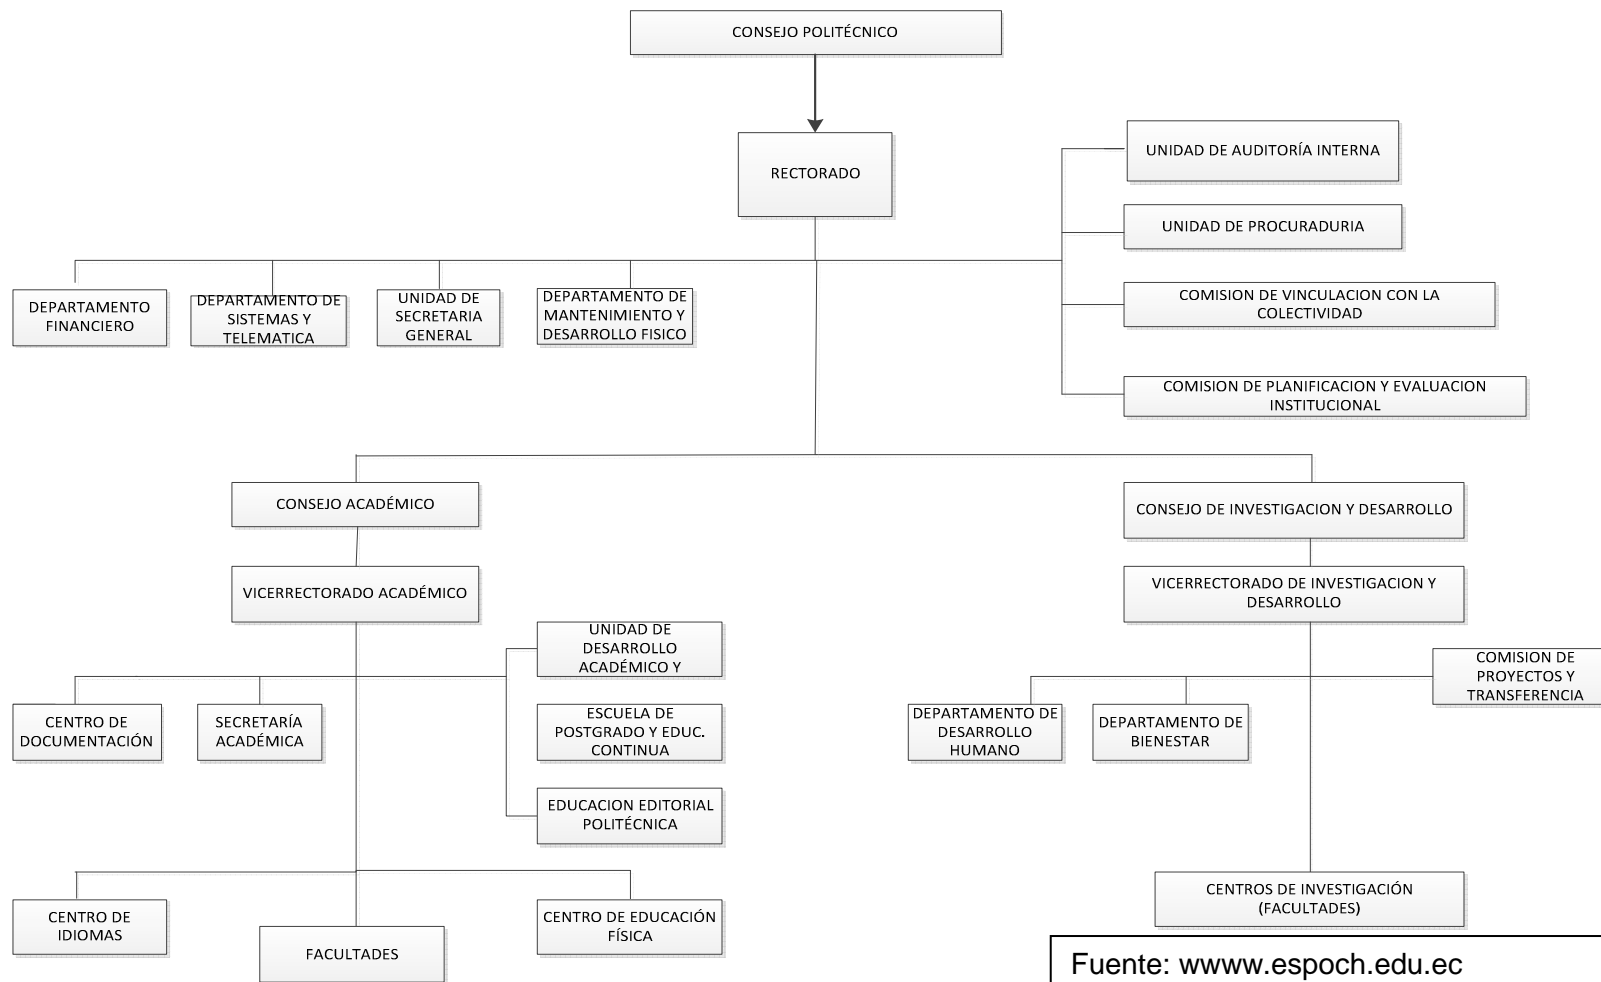 CONSEJO POLITÉCNICO
RECTORADO
UNIDAD DE AUDITORÍA INTERNA
UNIDAD DE PROCURADURIA
COMISION DE VINCULACION CON LA
COLECTIVIDAD
COMISION DE PLANIFICACION Y EVALUACION
INSTITUCIONAL
DEPARTAMENTO
FINANCIERO
DEPARTAMENTO DE
SISTEMAS Y
TELEMATICA
UNIDAD DE
SECRETARIA
GENERAL
DEPARTAMENTO DE
MANTENIMIENTO Y
DESARROLLO FISICO
CONSEJO ACADÉMICO
CONSEJO DE INVESTIGACION Y DESARROLLO
VICERRECTORADO ACADÉMICO
VICERRECTORADO DE INVESTIGACION Y
DESARROLLO
UNIDAD DE
DESARROLLO
ACADÉMICO Y
COMISION DE
PROYECTOS Y
TRANSFERENCIA
CENTRO DE
DOCUMENTACIÓN
SECRETARÍA
ACADÉMICA
ESCUELA DE
POSTGRADO Y EDUC.
CONTINUA
DEPARTAMENTO DE
DESARROLLO
HUMANO
DEPARTAMENTO DE
BIENESTAR
EDUCACION EDITORIAL
POLITÉCNICA
CENTRO DE
IDIOMAS
FACULTADES
CENTRO DE EDUCACIÓN
FÍSICA
CENTROS DE INVESTIGACIÓN
(FACULTADES)
Fuente: wwww.espoch.edu.ec